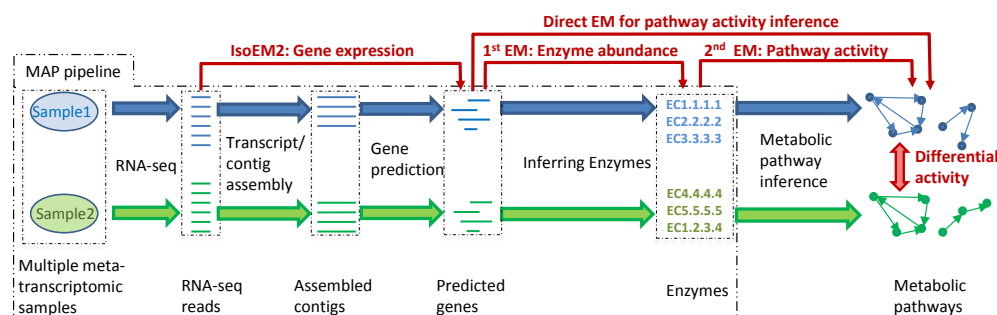 Direct EM for pathway activity inference
IsoEM2: Gene expression
1st EM: Enzyme abundance
2nd EM: Pathway activity
MAP pipeline
Sample1
EC1.1.1.1
EC2.2.2.2
EC3.3.3.3
RNA-seq
Transcript/
contig
assembly
Gene
prediction
Inferring Enzymes
Metabolic
pathway
inference
Differential
activity
Sample2
EC4.4.4.4
EC5.5.5.5
EC1.2.3.4
Multiple meta-
transcriptomic
samples
RNA-seq
reads
Assembled
contigs
Predicted
genes
Enzymes
Metabolic
pathways